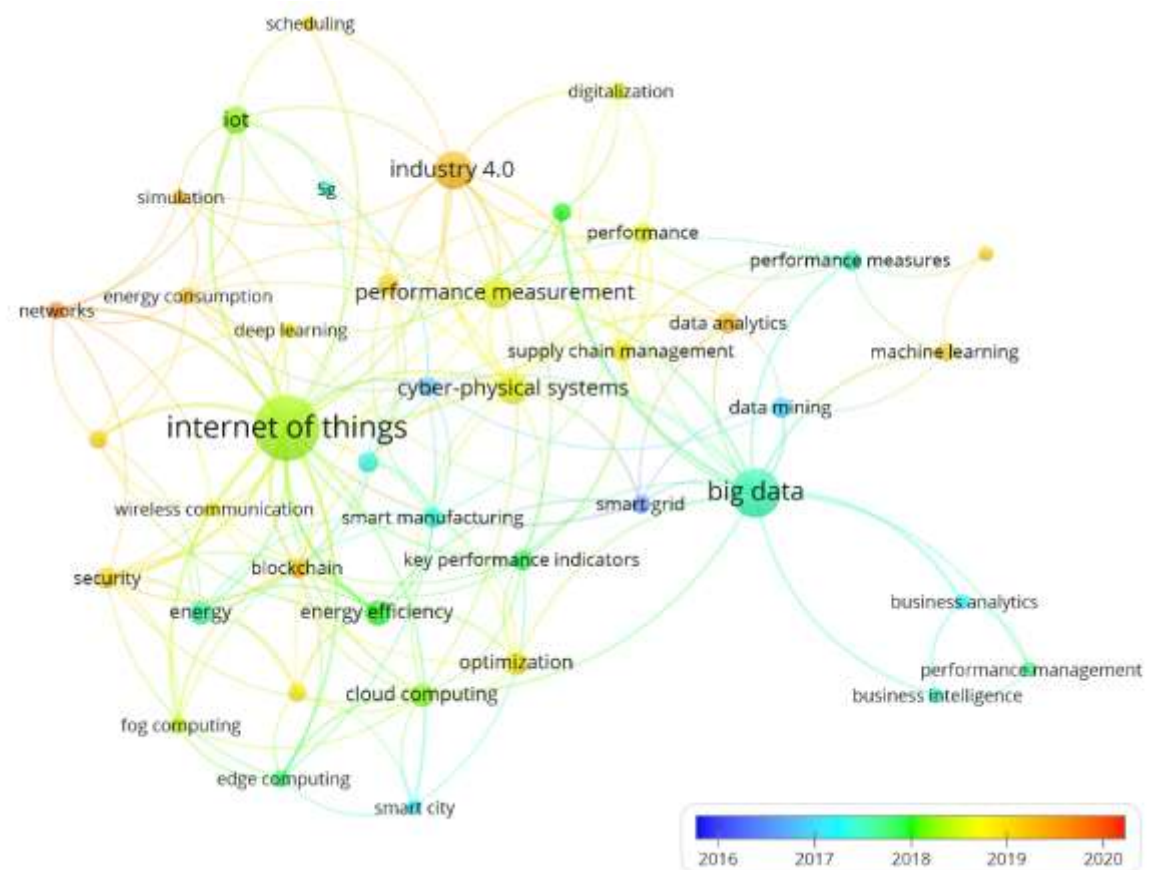 scheduling
digitalization
iot
industry 4.0
5g
simulation
performance
performance measures
energy consumption
performance measurement
networks
data analytics
deep learning
supply chain management
machine learning
cyber-physical systems
data mining
internet of things
big data
smart grid
wireless communication
smart manufacturing
key performance indicators
blockchain
security
business analytics
energy
energy efficiency
optimization
performance management
cloud computing
business intelligence
fog computing
edge computing
smart city
2016 2017 2018 2019 2020